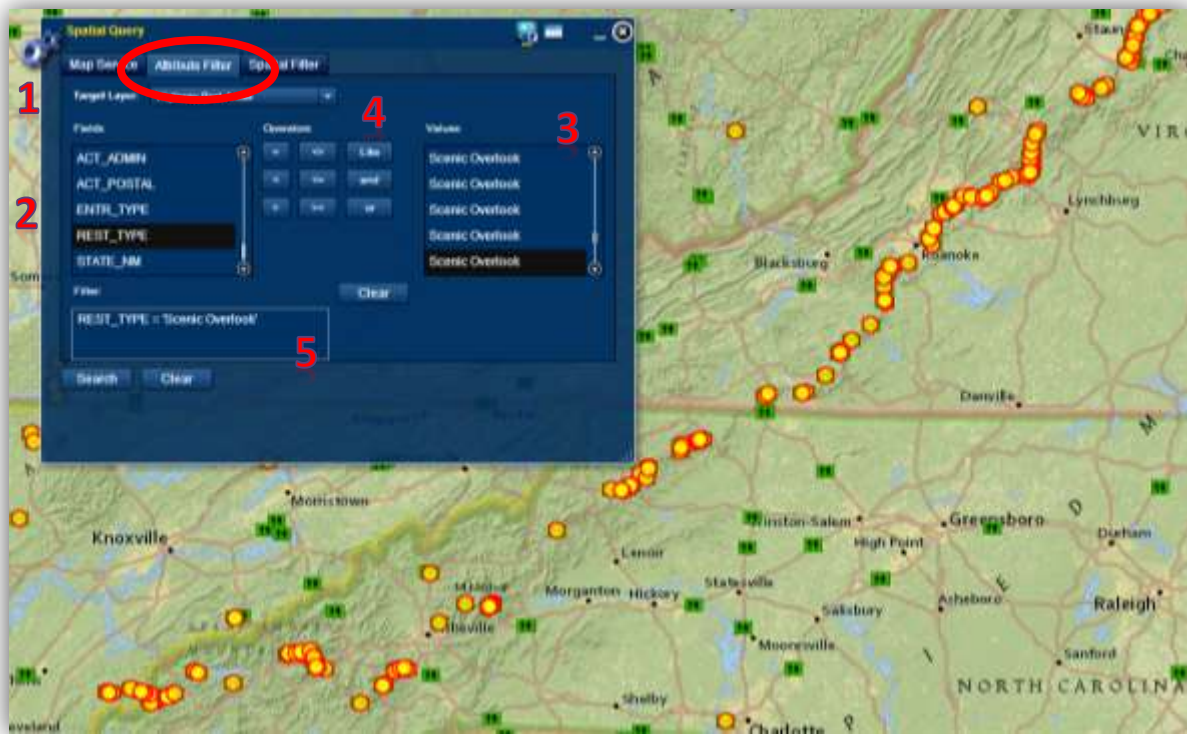 Spatial Query
Map Service Attribute Filter Spatial Filter
1
Target Layer:
4
3
Fields: Operators: Values:
ACT_ADMIN
ACT_POSTAL
ENTR_TYPE
REST_TYPE
STATE_NM
2
= <> Like
and
or
Scenic Overlook
Scenic Overlook
Scenic Overlook
Scenic Overlook
Scenic Overlook
Filter:
Clear
REST_TYPE = 'Scenic Overlook'
5
Search Clear
Staun
VIRG
Lynchburg
Roanoke
Blacksburg
Danville
Morristown
Knoxville
Winston-Salem
Greensboro
High Point
Durham
Lenoir
Morganton
Hickory
Statesville
Asheboro
Raleigh
Salisbury
Mooresville
Sanford
NORTH CAROLINA
Shelby
Charlotte
eveland
P I E D M